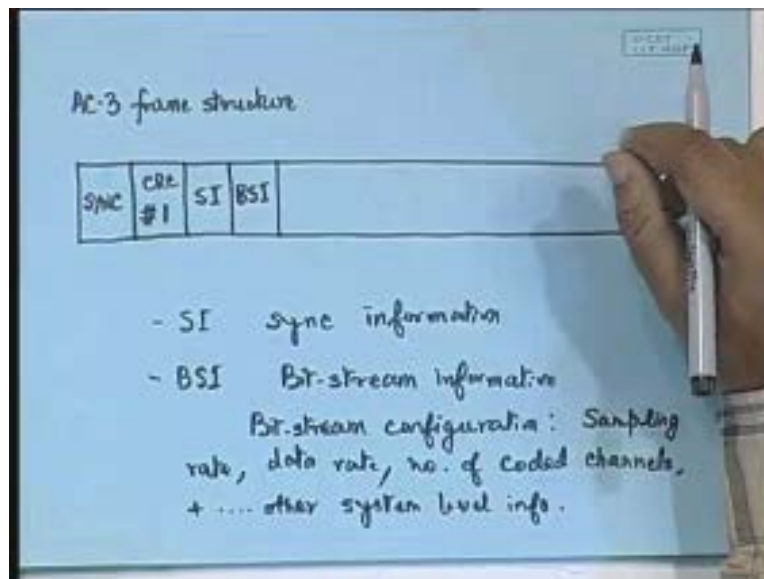 AC-3 frame structure
SYNC CRC #1 SI BSI
- SI sync information
- BSI Bit-stream information
Bit-stream configuration: Sampling
rate, data rate, no. of coded channels,
+ .... other system level info.